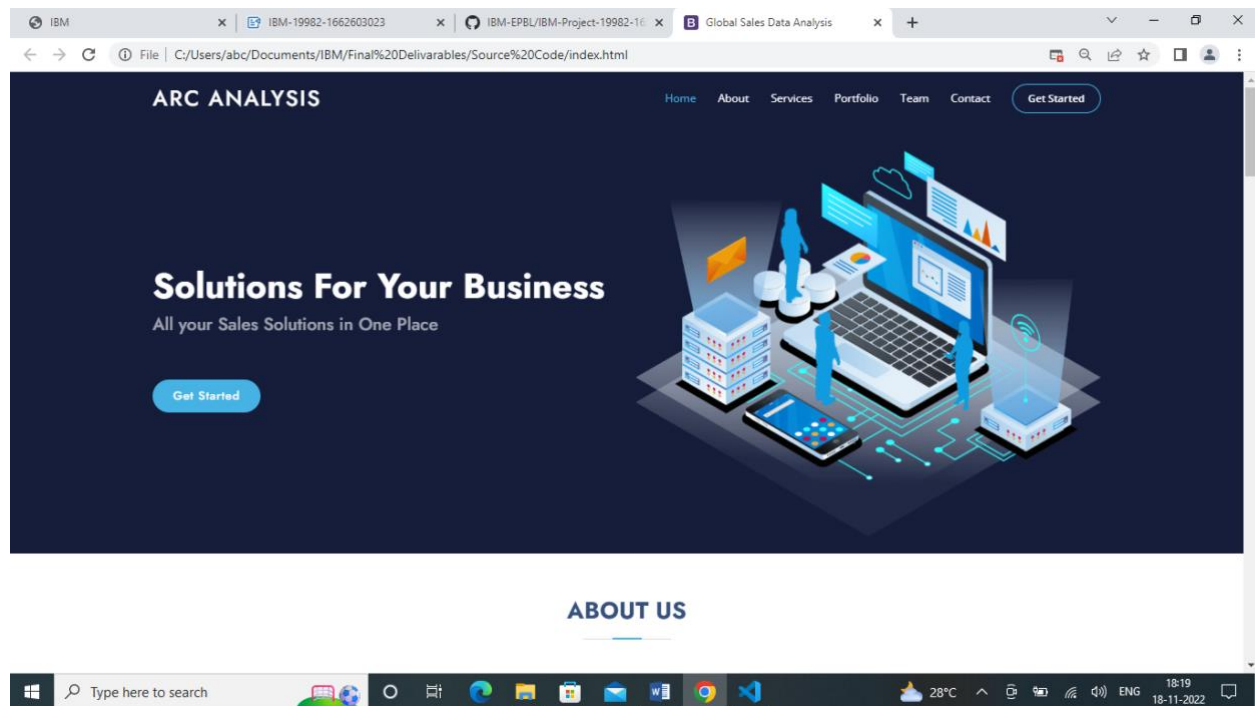 IBM
IBM-19982-1662603023
IBM-EPBL/IBM-Project-19982-16
Global Sales Data Analysis
File | C:/Users/abc/Documents/IBM/Final%20Delivarables/Source%20Code/index.html
ARC ANALYSIS
Home About Services Portfolio Team Contact Get Started
Solutions For Your Business
All your Sales Solutions in One Place
Get Started
ABOUT US
Type here to search
28°C
ENG
18:19
18-11-2022